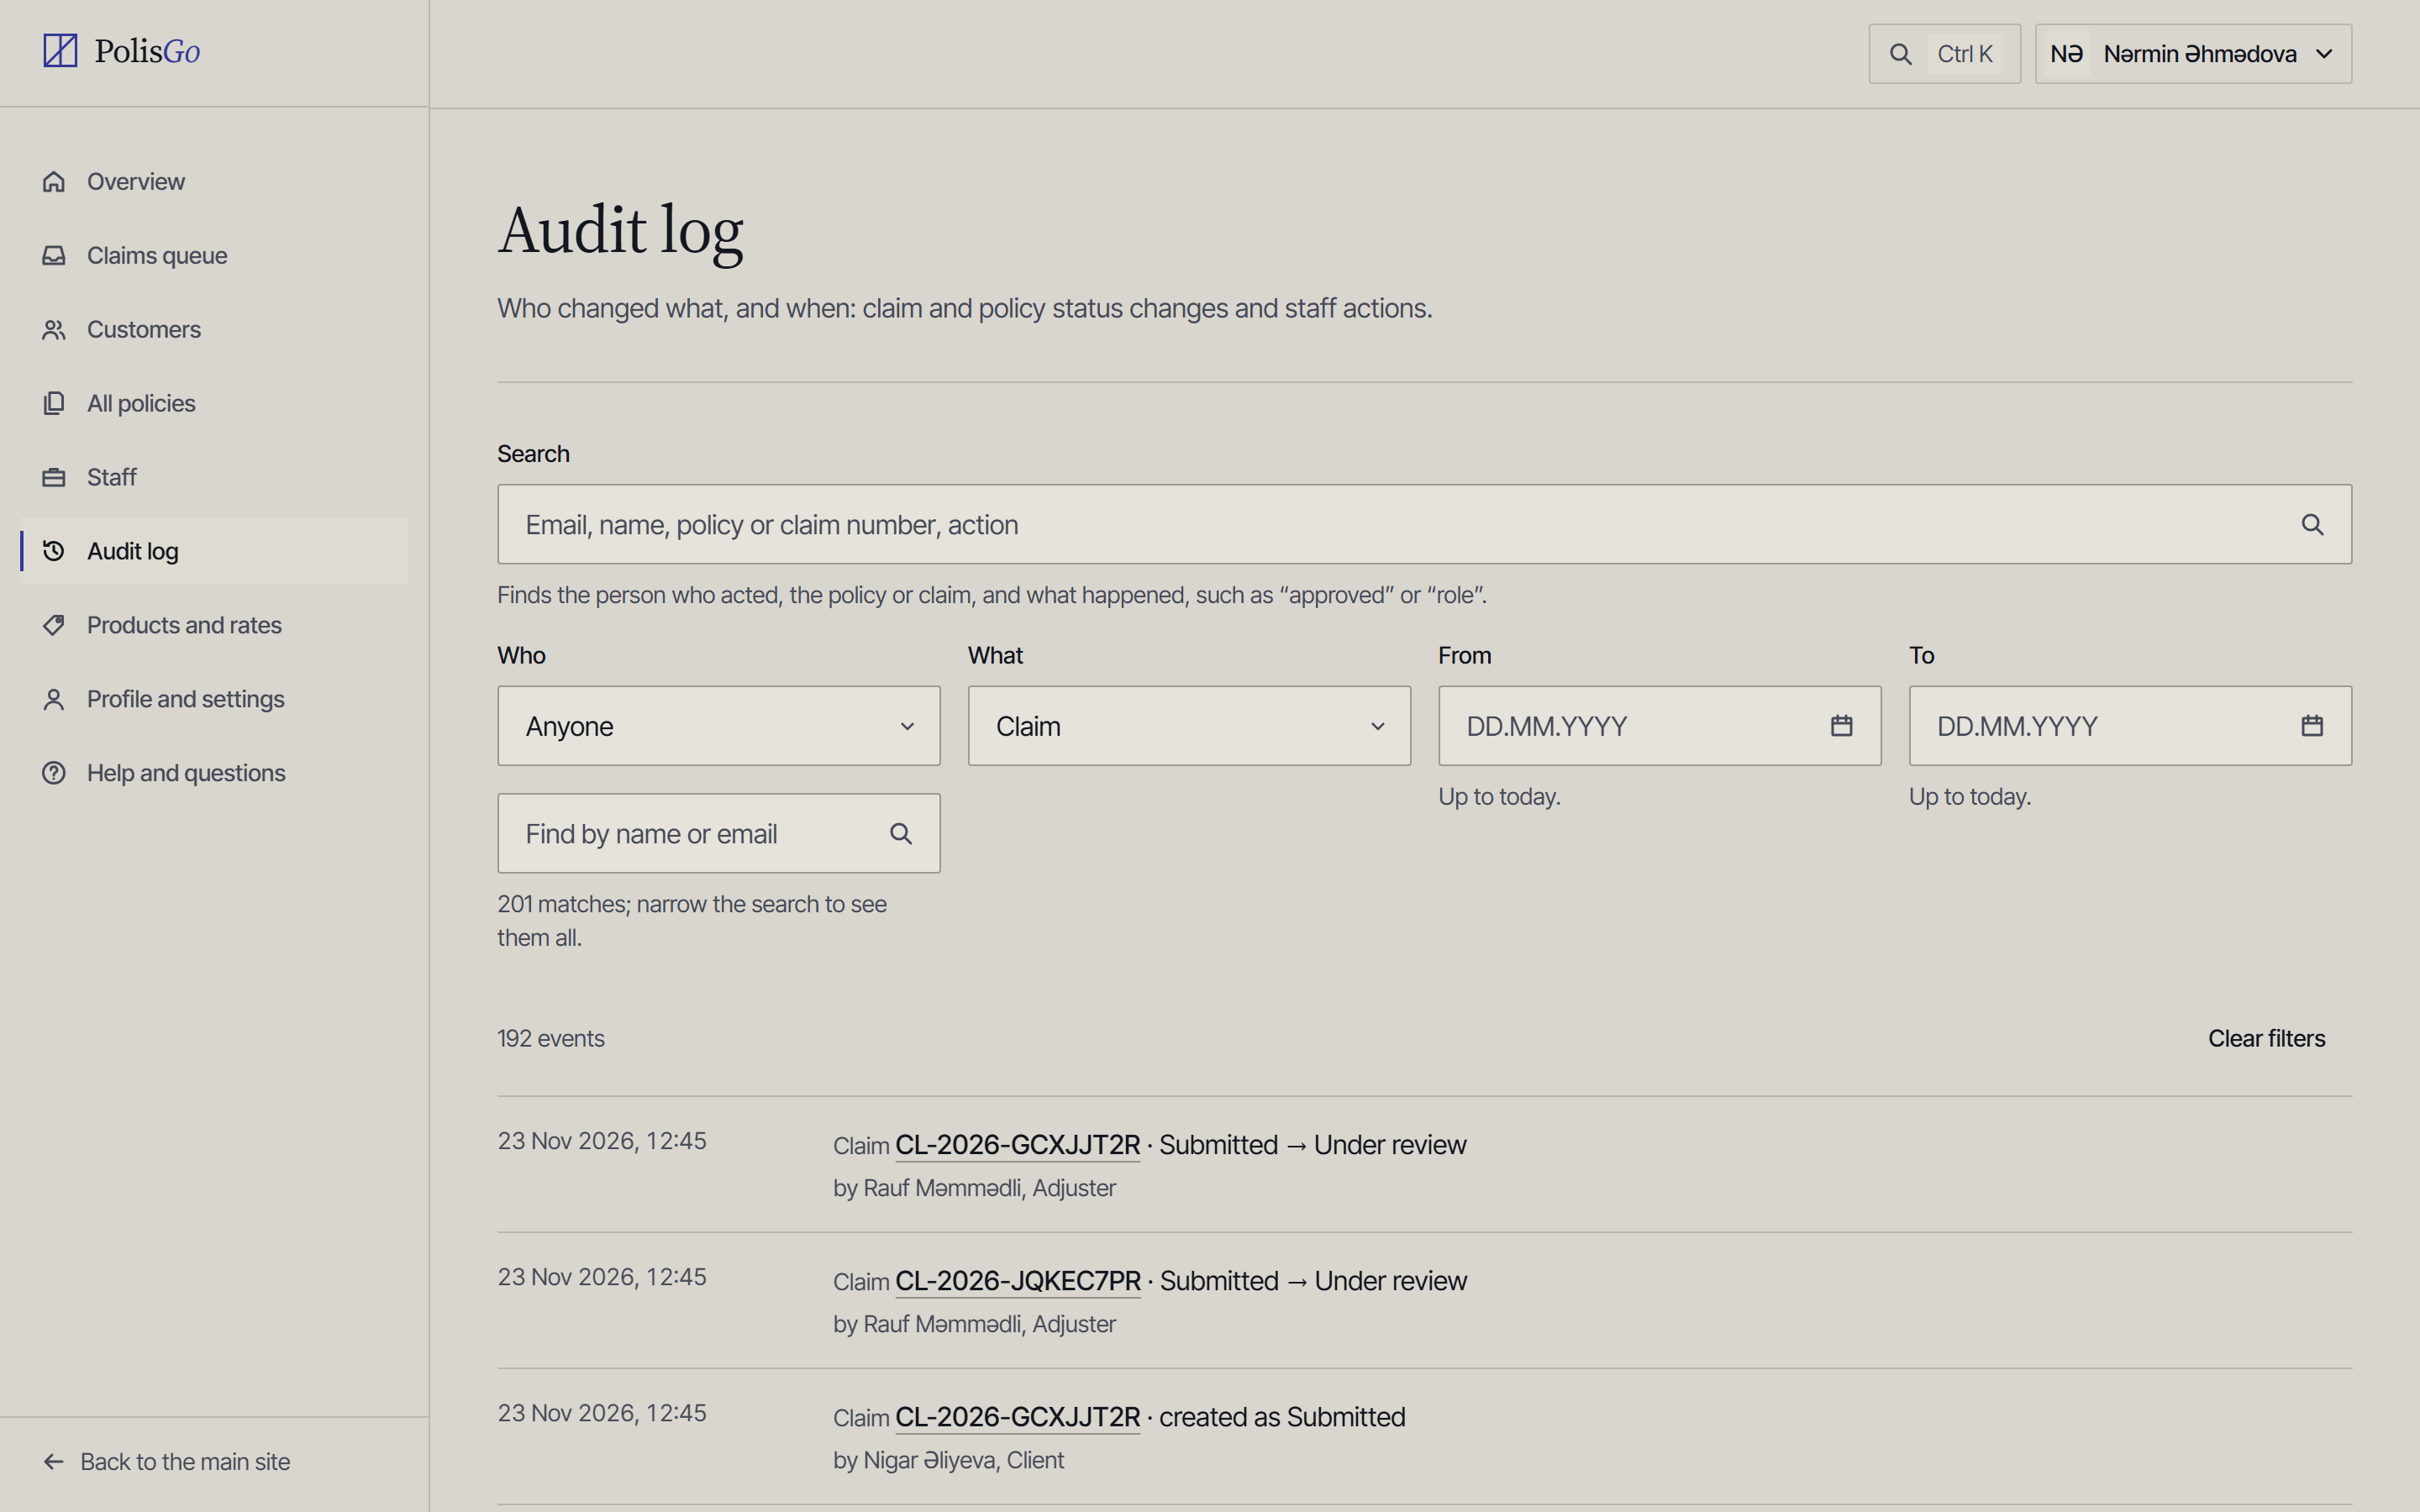 PolisGo
Ctrl K
NƏ Nərmin Əhmədova
Overview
Claims queue
Customers
All policies
Staff
Audit log
Products and rates
Profile and settings
Help and questions
Back to the main site
Audit log
Who changed what, and when: claim and policy status changes and staff actions.
Search
Email, name, policy or claim number, action
Finds the person who acted, the policy or claim, and what happened, such as “approved” or “role”.
Who
What
From
To
Anyone
Claim
DD.MM.YYYY
DD.MM.YYYY
Up to today.
Up to today.
Find by name or email
201 matches; narrow the search to see
them all.
192 events
Clear filters
23 Nov 2026, 12:45
Claim CL-2026-GCXJJT2R · Submitted → Under review
by Rauf Məmmədli, Adjuster
23 Nov 2026, 12:45
Claim CL-2026-JQKEC7PR · Submitted → Under review
by Rauf Məmmədli, Adjuster
23 Nov 2026, 12:45
Claim CL-2026-GCXJJT2R · created as Submitted
by Nigar Əliyeva, Client